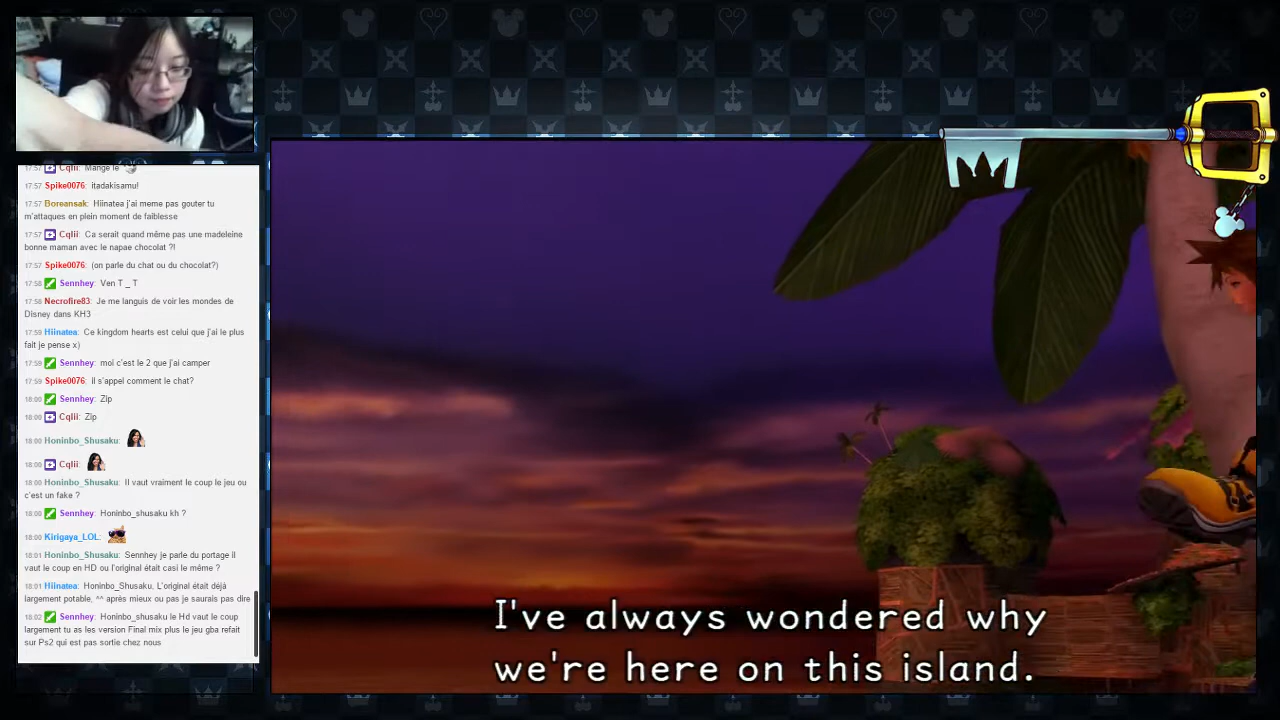 17:57 Cqlii: Mange le
17:57 Spike0076: itadakisamu!
17:57 Boreansak: Hiinatea j'ai meme pas gouter tu
m'attaques en plein moment de faiblesse
17:57 Cqlii: Ca serait quand même pas une madeleine
bonne maman avec le napae chocolat ?!
17:57 Spike0076: (on parle du chat ou du chocolat?)
17:58 Sennhey: Ven T _ T
17:58 Necrofire83: Je me languis de voir les mondes de
Disney dans KH3
17:59 Hiinatea: Ce kingdom hearts est celui que j'ai le plus
fait je pense x)
17:59 Sennhey: moi c'est le 2 que j'ai camper
17:59 Spike0076: il s'appel comment le chat?
18:00 Sennhey: Zip
18:00 Cqlii: Zip
18:00 Honinbo_Shusaku:
18:00 Cqlii:
18:00 Honinbo_Shusaku: Il vaut vraiment le coup le jeu ou
c'est un fake ?
18:00 Sennhey: Honinbo_shusaku kh ?
18:00 Kirigaya_LOL:
18:01 Honinbo_Shusaku: Sennhey je parle du portage il
vaut le coup en HD ou l'original était casi le même ?
18:01 Hiinatea: Honinbo_Shusaku, L'original était déjà
largement potable, ^^ après mieux ou pas je saurais pas dire
18:02 Sennhey: Honinbo_shusaku le Hd vaut le coup
largement tu as les version Final mix plus le jeu gba refait
sur Ps2 qui est pas sortie chez nous
I've always wondered why
we're here on this island.